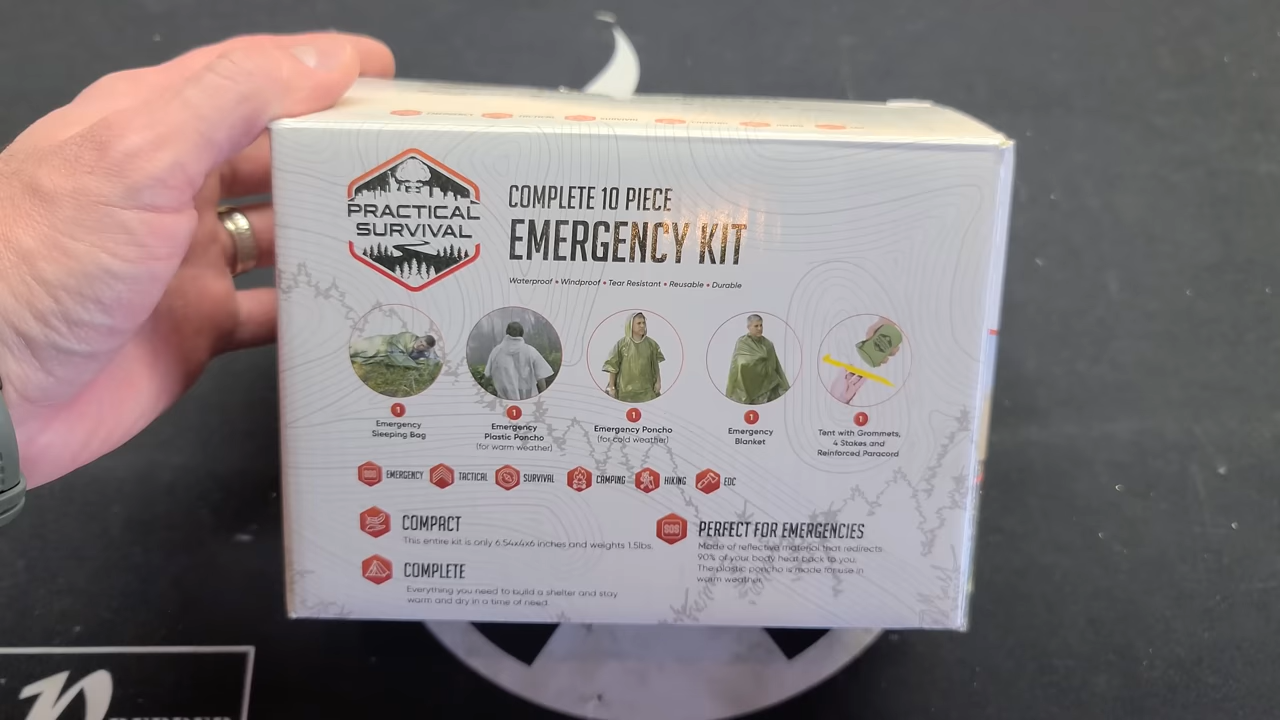 PRACTICAL
SURVIVAL
COMPLETE 10 PIECE
EMERGENCY KIT
Waterproof • Windproof • Tear Resistant • Reusable • Durable
1
Emergency
Sleeping Bag
1
Emergency
Plastic Poncho
(for warm weather)
1
Emergency Poncho
(for cold weather)
1
Emergency
Blanket
1
Tent with Grommets,
4 Stakes and
Reinforced Paracord
SOS EMERGENCY TACTICAL SURVIVAL CAMPING HIKING EDC
COMPACT
This entire kit is only 6.54x4x6 inches and weights 1.5lbs.
COMPLETE
Everything you need to build a shelter and stay
warm and dry in a time of need.
SOS PERFECT FOR EMERGENCIES
Made of reflective material that redirects
90% of your body heat back to you.
The plastic poncho is made for use in
warm weather.